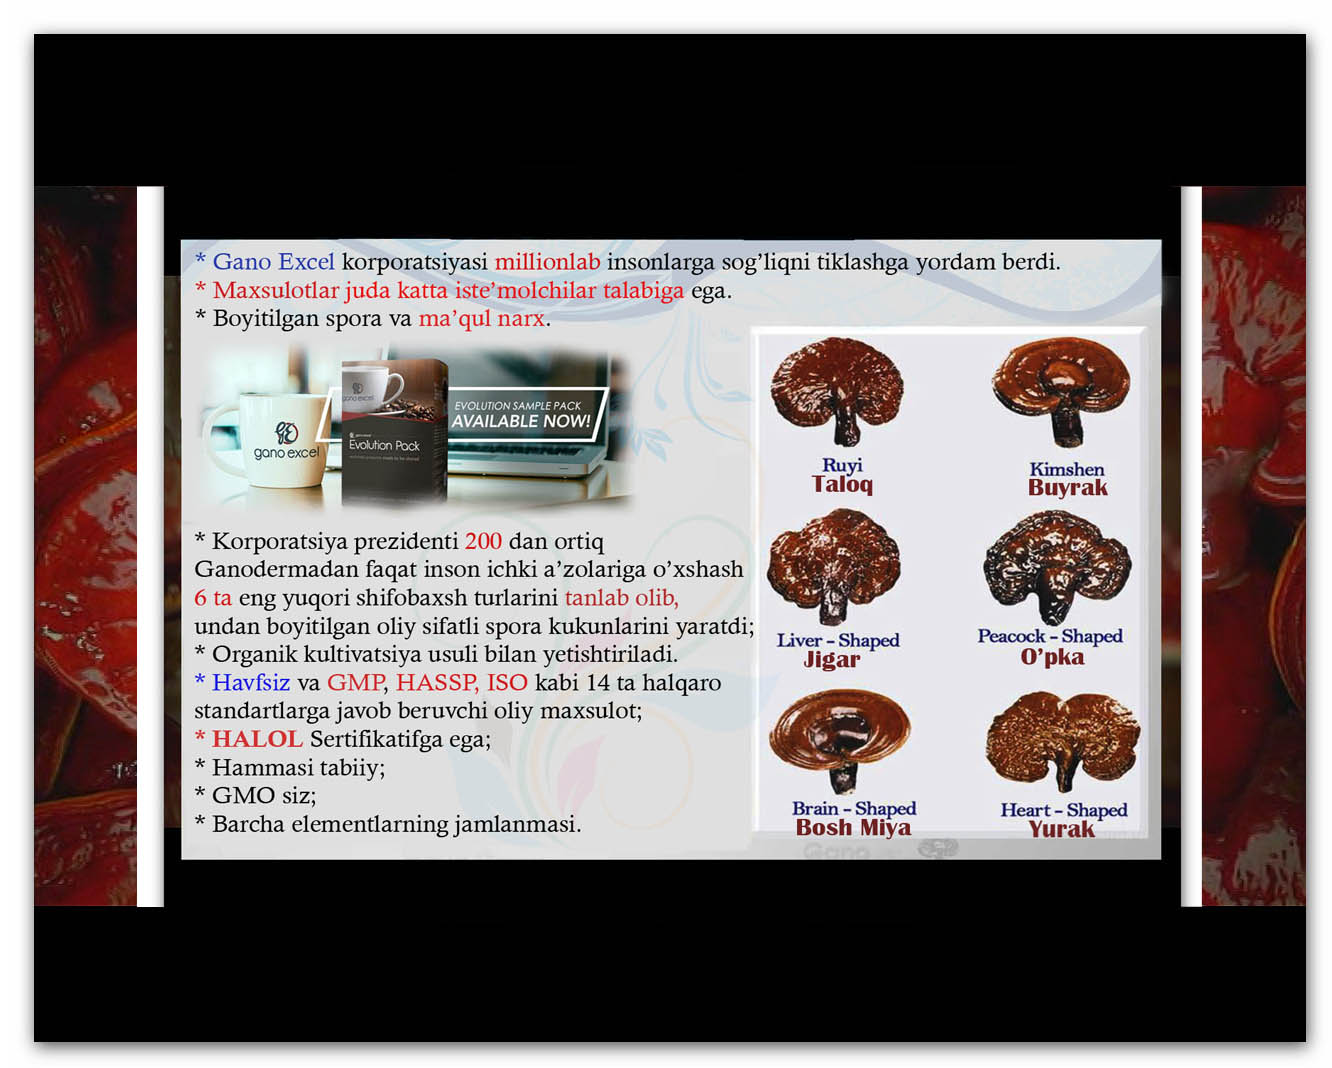 * Gano Excel korporatsiyasi millionlab insonlarga sog’liqni tiklashga yordam berdi.
* Maxsulotlar juda katta iste’molchilar talabiga ega.
* Boyitilgan spora va ma’qul narx.
gano excel
gano excel
gano excel
Evolution Pack
EVOLUTION SAMPLE PACK
AVAILABLE NOW!
* Korporatsiya prezidenti 200 dan ortiq
Ganodermadan faqat inson ichki a’zolariga o’xshash
6 ta eng yuqori shifobaxsh turlarini tanlab olib,
undan boyitilgan oliy sifatli spora kukunlarini yaratdi;
* Organik kultivatsiya usuli bilan yetishtiriladi.
* Havfsiz va GMP, HASSP, ISO kabi 14 ta halqaro
standartlarga javob beruvchi oliy maxsulot;
* HALOL Sertifikatifga ega;
* Hammasi tabiiy;
* GMO siz;
* Barcha elementlarning jamlanmasi.
Ruyi
Taloq
Kimshen
Buyrak
Liver – Shaped
Jigar
Peacock – Shaped
O’pka
Brain – Shaped
Bosh Miya
Heart – Shaped
Yurak
Gano